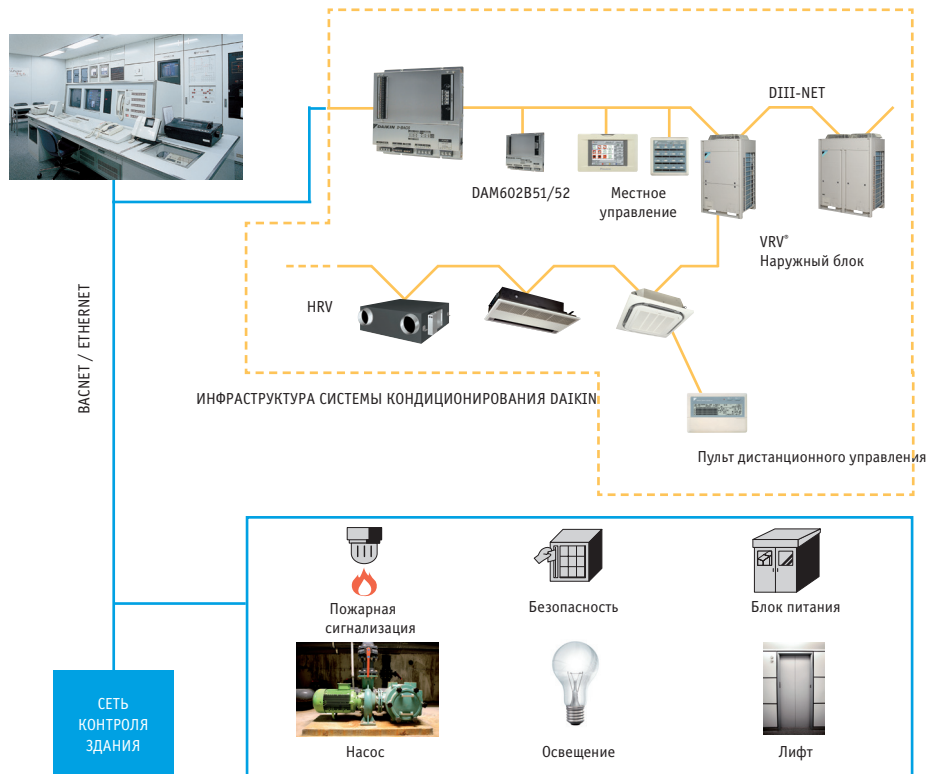 DIII-NET
DAIKIN
DAM602B51/52
Местное
управление
VRV®
Наружный блок
HRV
BACNET / ETHERNET
ИНФРАСТРУКТУРА СИСТЕМЫ КОНДИЦИОНИРОВАНИЯ DAIKIN
Пульт дистанционного управления
Пожарная
сигнализация
Безопасность
Блок питания
СЕТЬ
КОНТРОЛЯ
ЗДАНИЯ
Насос
Освещение
Лифт